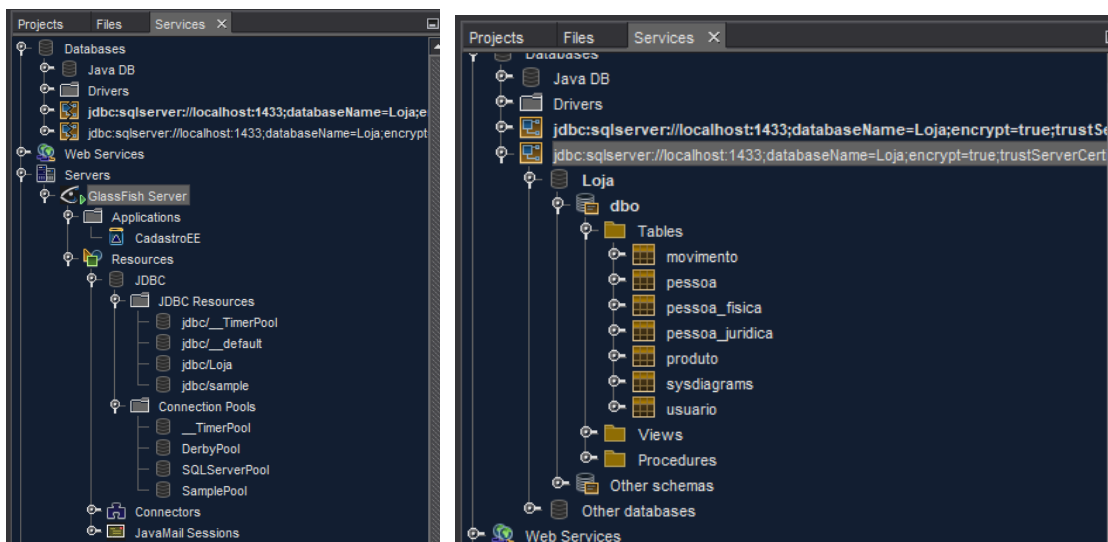 Projects Files Services
Databases
Java DB
Drivers
jdbc:sqlserver://localhost:1433;databaseName=Loja;e
jdbc:sqlserver://localhost:1433;databaseName=Loja;encrypt
Web Services
Servers
GlassFish Server
Applications
CadastroEE
Resources
JDBC
JDBC Resources
jdbc/__TimerPool
jdbc/__default
jdbc/Loja
jdbc/sample
Connection Pools
__TimerPool
DerbyPool
SQLServerPool
SamplePool
Connectors
JavaMail Sessions
Projects Files Services
Databases
Java DB
Drivers
jdbc:sqlserver://localhost:1433;databaseName=Loja;encrypt=true;trustSe
jdbc:sqlserver://localhost:1433;databaseName=Loja;encrypt=true;trustServerCert
Loja
dbo
Tables
movimento
pessoa
pessoa_fisica
pessoa_juridica
produto
sysdiagrams
usuario
Views
Procedures
Other schemas
Other databases
Web Services